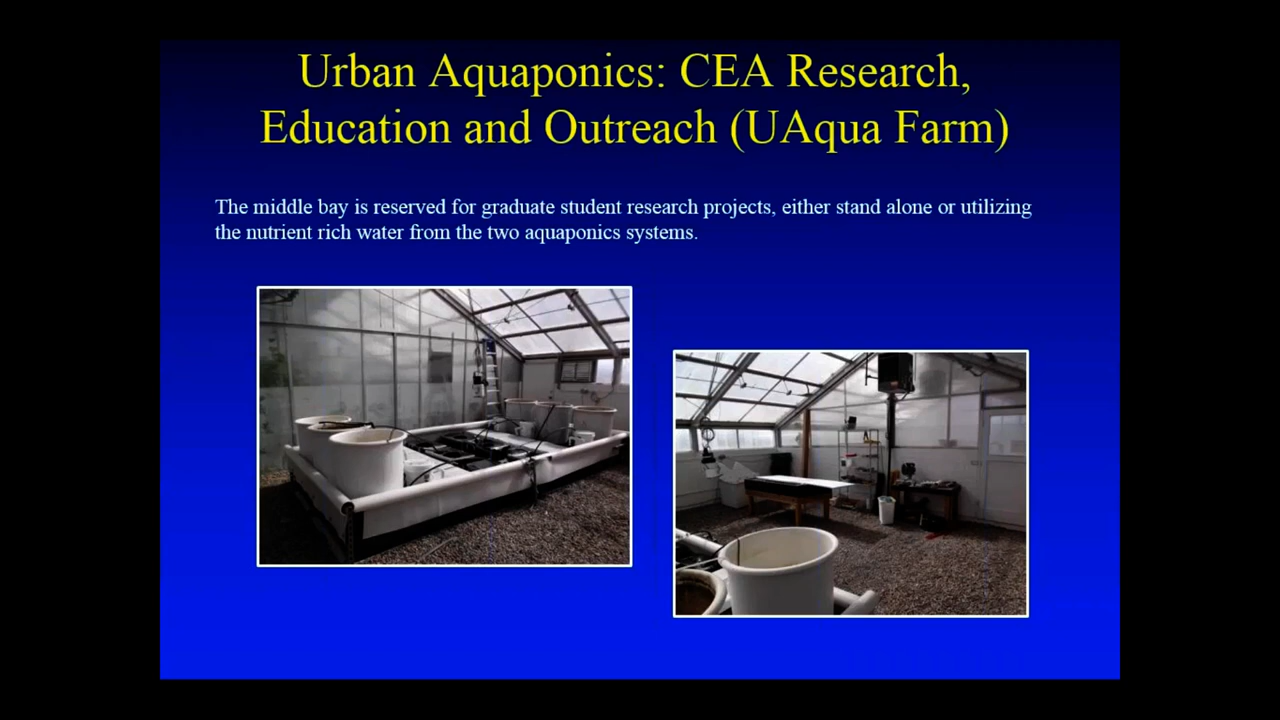 Urban Aquaponics: CEA Research,
Education and Outreach (UAqua Farm)
The middle bay is reserved for graduate student research projects, either stand alone or utilizing
the nutrient rich water from the two aquaponics systems.